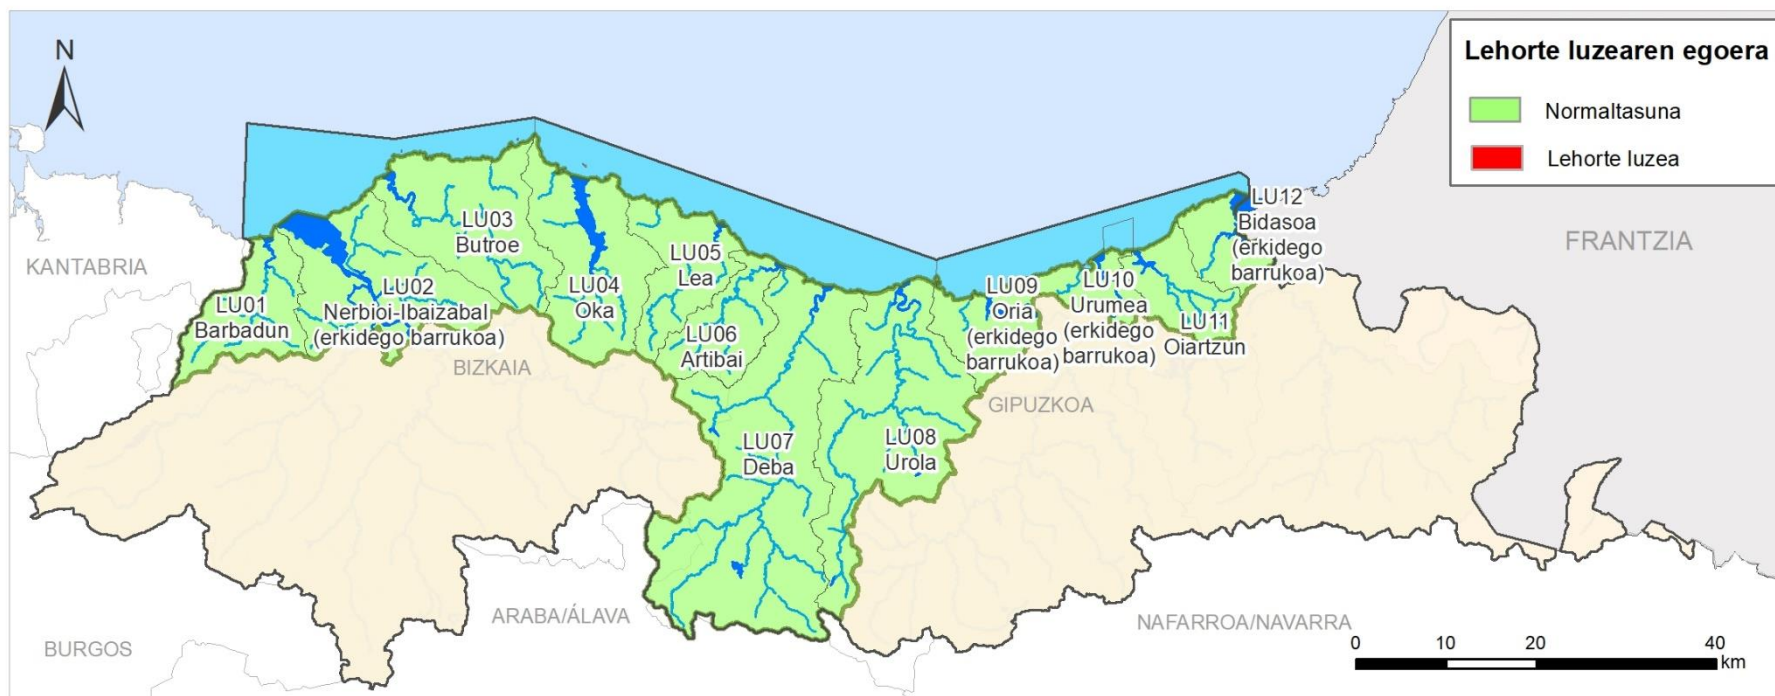 N
Lehorte luzearen egoera
Normaltasuna
Lehorte luzea
KANTABRIA
FRANTZIA
LU01
Barbadun
LU02
Nerbioi-Ibaizabal
(erkidego barrukoa)
LU03
Butroe
LU04
Oka
LU05
Lea
LU06
Artibai
LU07
Deba
LU08
Urola
LU09
Oria
(erkidego
barrukoa)
LU10
Urumea
(erkidego
barrukoa)
LU11
Oiartzun
LU12
Bidasoa
(erkidego
barrukoa)
BIZKAIA
GIPUZKOA
ARABA/ÁLAVA
NAFARROA/NAVARRA
BURGOS
0 10 20 40
km